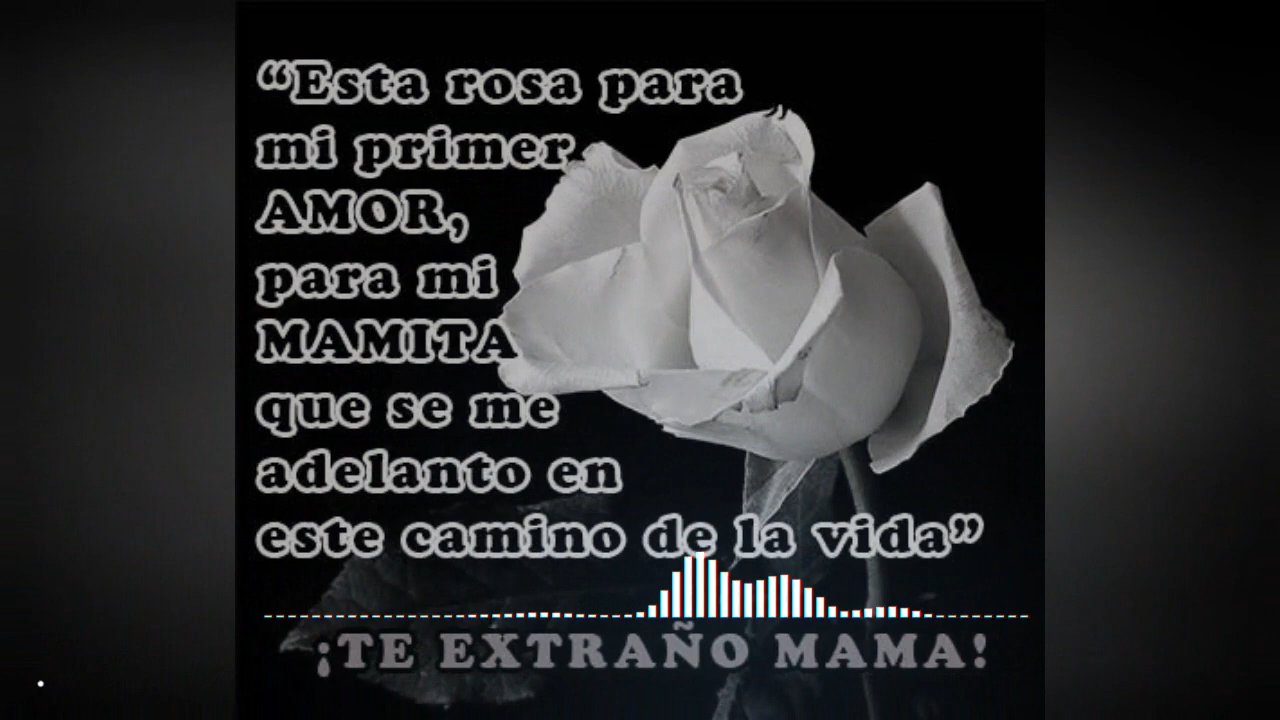 “Esta rosa para
mi primer
AMOR,
para mi
MAMITA
que se me
adelanto en
este camino de la vida”
¡TE EXTRAÑO MAMA!